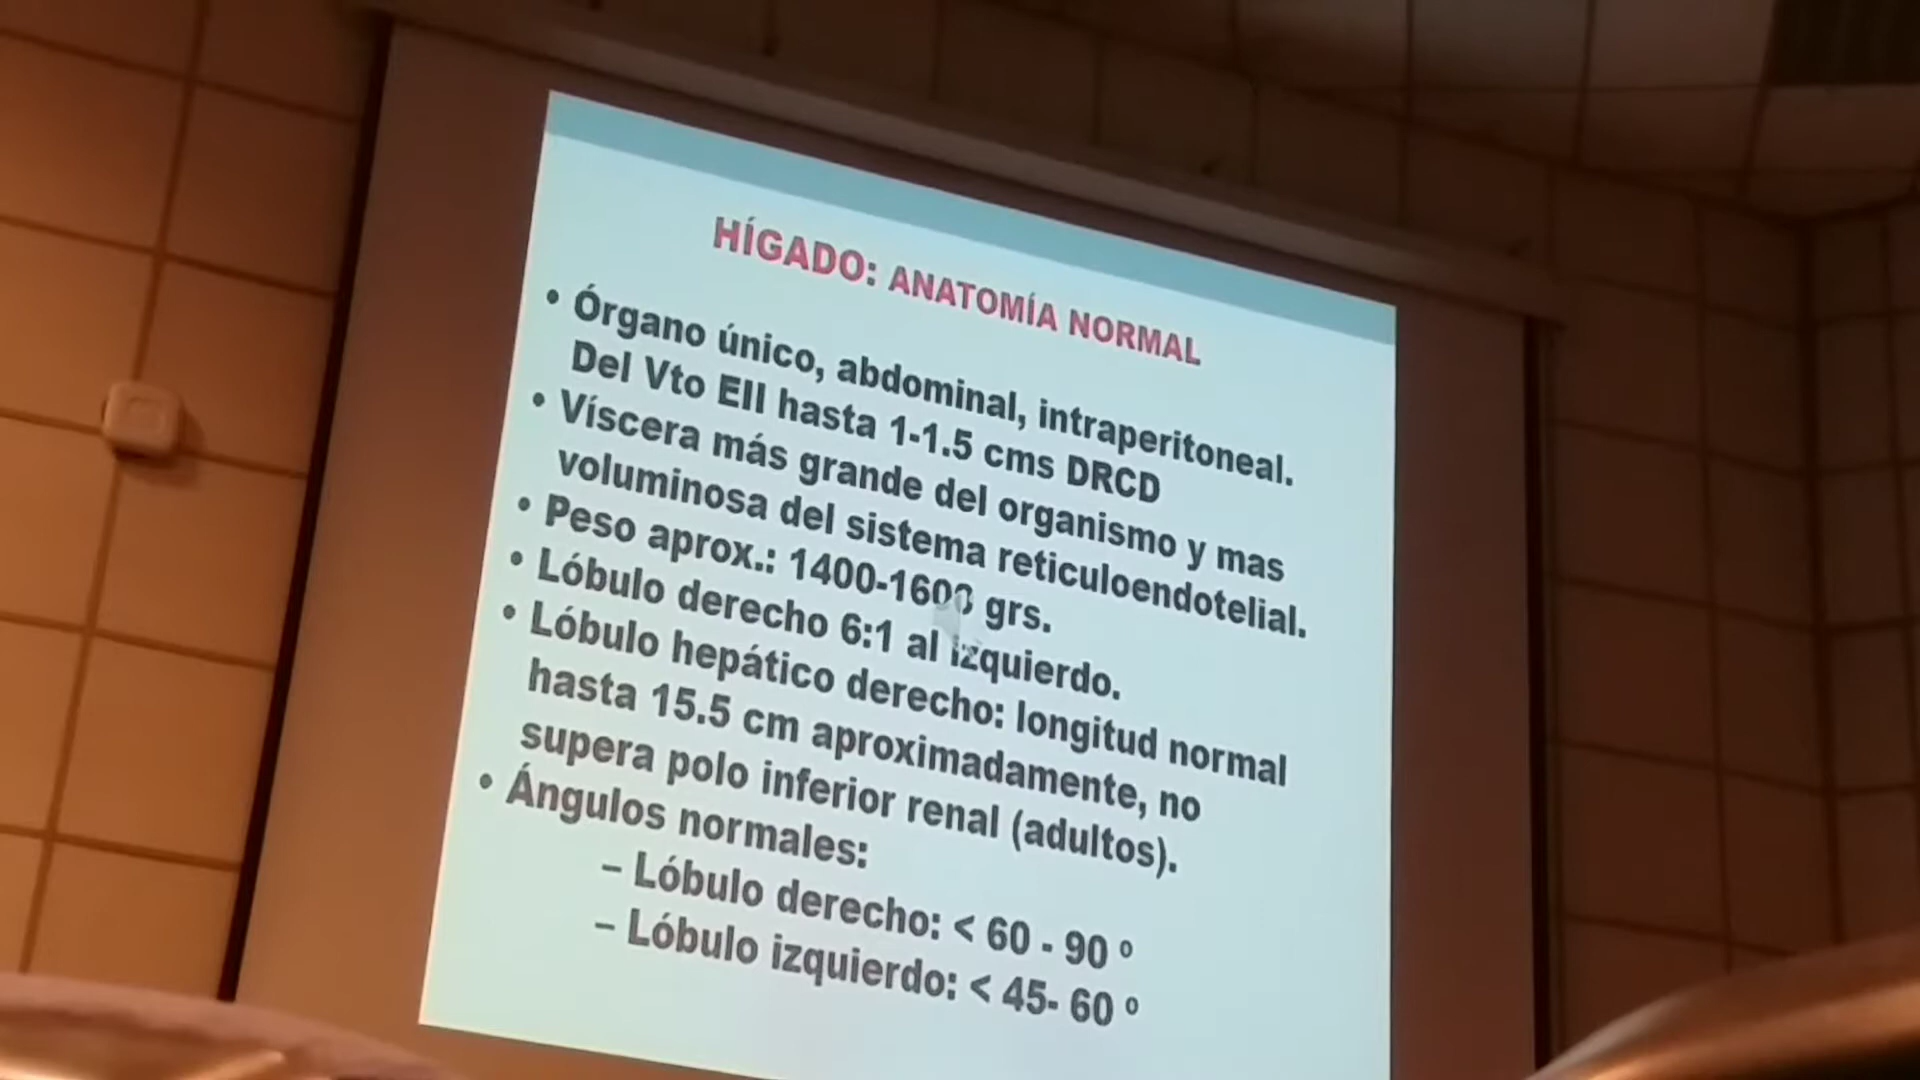 HÍGADO: ANATOMÍA NORMAL
• Órgano único, abdominal, intraperitoneal.
Del Vto EII hasta 1-1.5 cms DRCD
• Víscera más grande del organismo y mas
voluminosa del sistema reticuloendotelial.
• Peso aprox.: 1400-1600 grs.
• Lóbulo derecho 6:1 al izquierdo.
• Lóbulo hepático derecho: longitud normal
hasta 15.5 cm aproximadamente, no
supera polo inferior renal (adultos).
• Ángulos normales:
– Lóbulo derecho: < 60 - 90 º
– Lóbulo izquierdo: < 45- 60 º